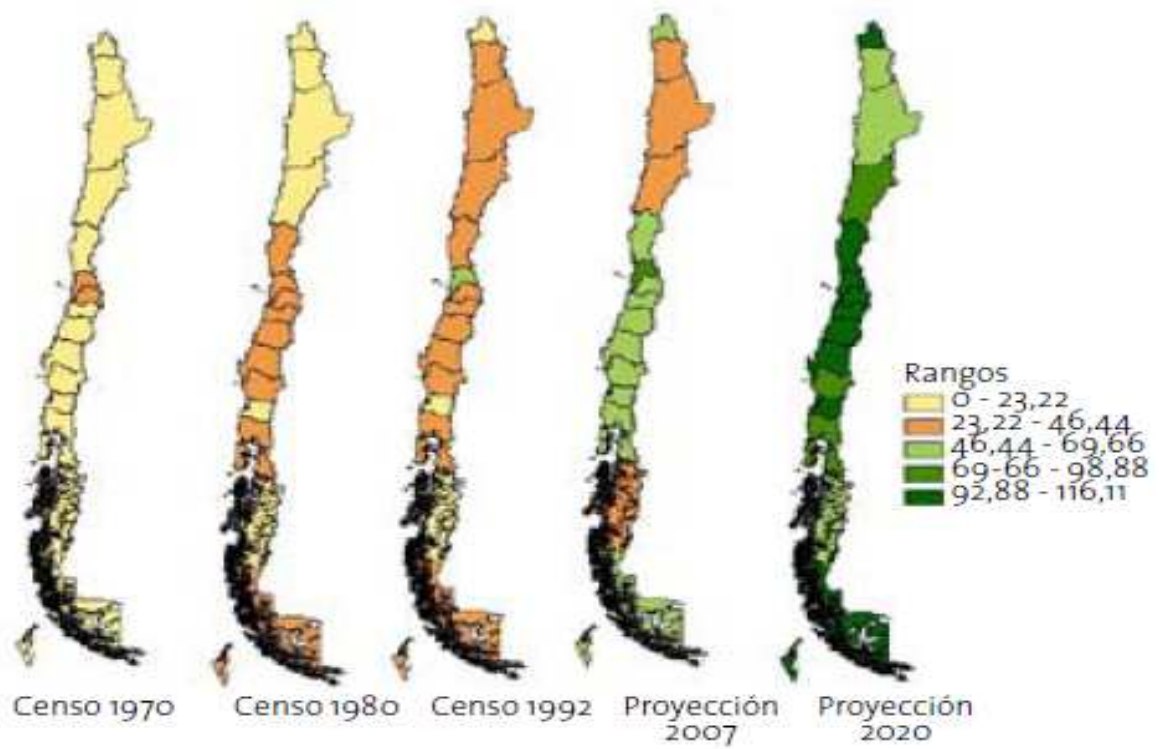 Rangos
0 - 23,22
23,22 - 46,44
46,44 - 69,66
69-66 - 98,88
92,88 - 116,11
Censo 1970
Censo 1980
Censo 1992
Proyección
2007
Proyección
2020